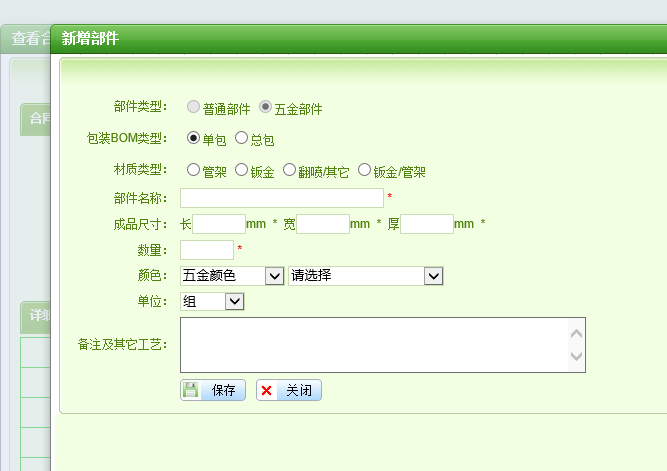 查看合
新增部件
合同
部件类型： 普通部件 五金部件
包装BOM类型： 单包 总包
材质类型： 管架 钣金 翻喷/其它 钣金/管架
部件名称： *
成品尺寸： 长 mm * 宽 mm * 厚 mm *
数量： *
颜色： 五金颜色 请选择
单位： 组
详细
备注及其它工艺：
保存 关闭